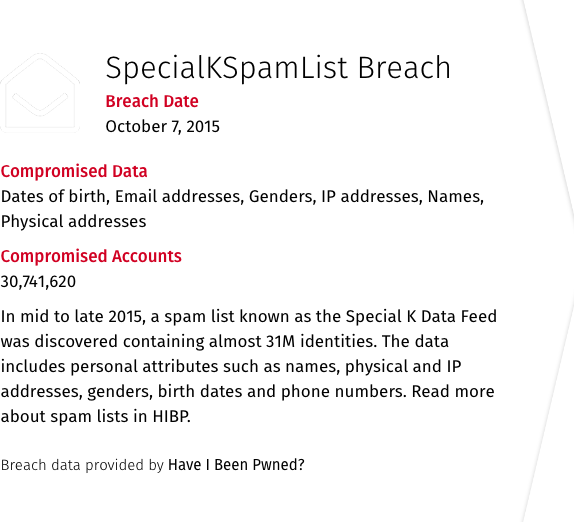 SpecialKSpamList Breach
Breach Date
October 7, 2015
Compromised Data
Dates of birth, Email addresses, Genders, IP addresses, Names,
Physical addresses
Compromised Accounts
30,741,620
In mid to late 2015, a spam list known as the Special K Data Feed
was discovered containing almost 31M identities. The data
includes personal attributes such as names, physical and IP
addresses, genders, birth dates and phone numbers. Read more
about spam lists in HIBP.
Breach data provided by Have I Been Pwned?